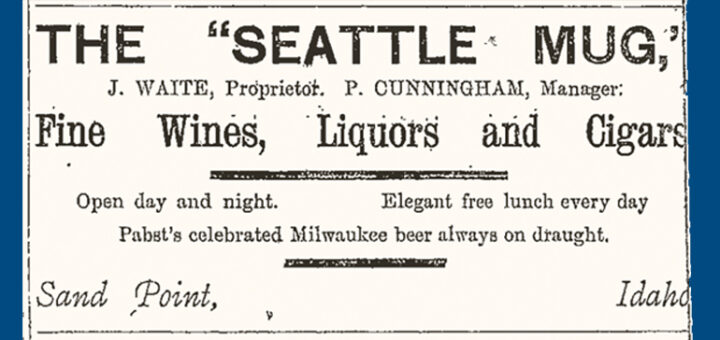 THE "SEATTLE MUG,"
J. WAITE, Proprietor. P. CUNNINGHAM, Manager:
Fine Wines, Liquors and Cigars
Open day and night. Elegant free lunch every day
Pabst's celebrated Milwaukee beer always on draught.
Sand Point, Idaho